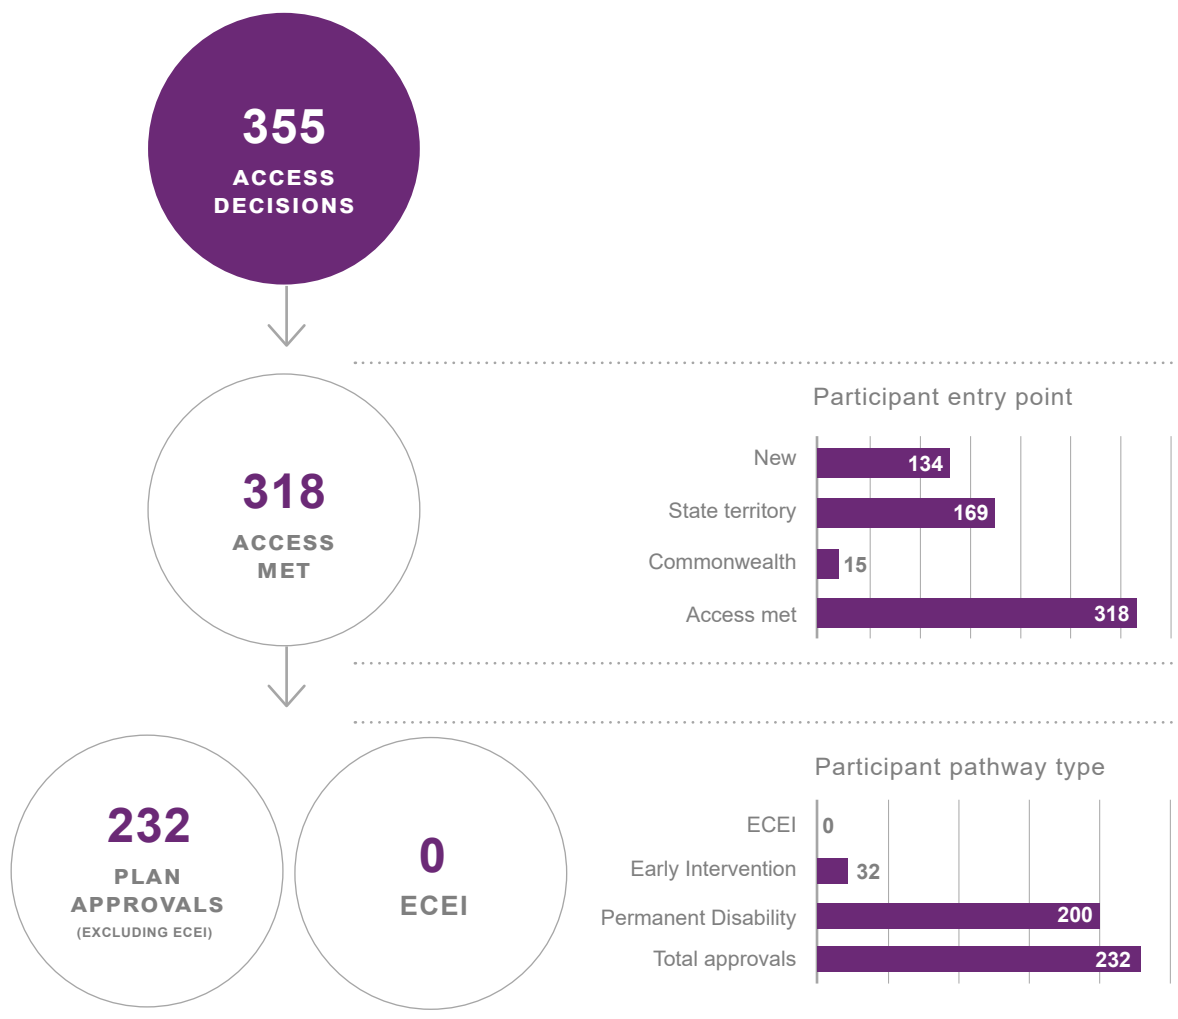 355
ACCESS
DECISIONS
318
ACCESS
MET
Participant entry point
New 134
State territory 169
Commonwealth 15
Access met 318
232
PLAN
APPROVALS
(EXCLUDING ECEI)
0
ECEI
Participant pathway type
ECEI 0
Early Intervention 32
Permanent Disability 200
Total approvals 232